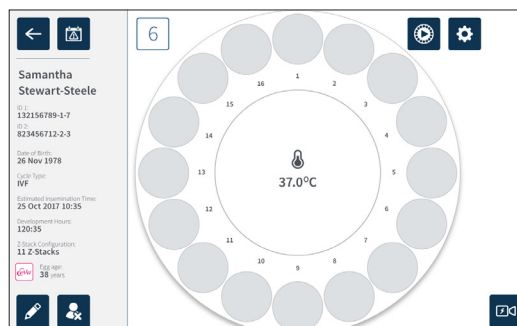 6
Samantha
Stewart-Steele
ID 1:
132156789-1-7
ID 2:
823456712-2-3
Date of Birth:
26 Nov 1978
Cycle Type:
IVF
Estimated Insemination Time:
25 Oct 2017 10:35
Development Hours:
120:35
Z-Stack Configuration:
11 Z-Stacks
Geri
Egg age:
38 years
1
2
3
4
5
6
7
8
9
10
11
12
13
14
15
16
37.0°C